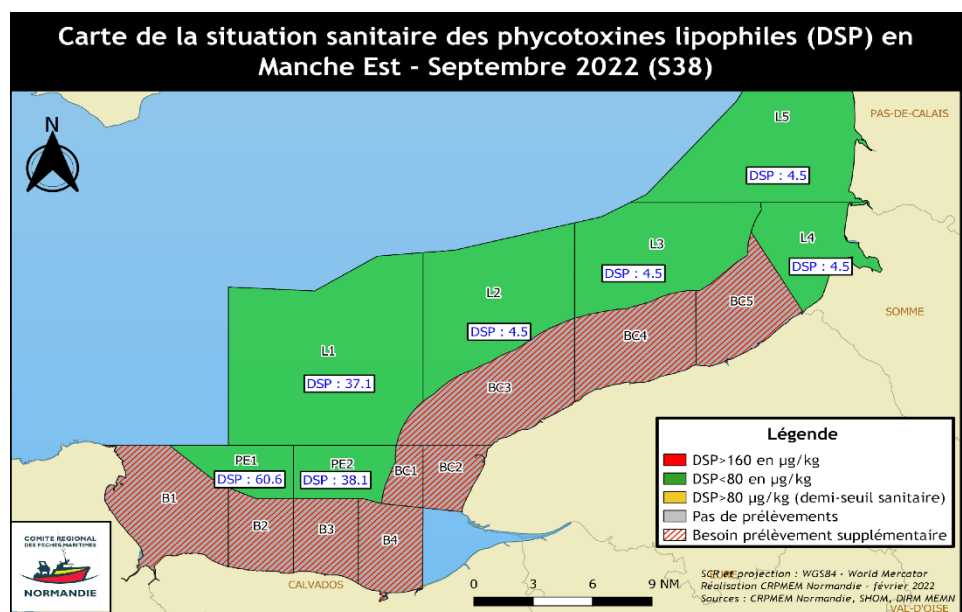 Carte de la situation sanitaire des phycotoxines lipophiles (DSP) en
Manche Est - Septembre 2022 (S38)
N
PAS-DE-CALAIS
L5
DSP : 4.5
L3
DSP : 4.5
L4
DSP : 4.5
L2
DSP : 4.5
BC5
SOMME
BC4
L1
DSP : 37.1
BC3
PE1
DSP : 60.6
PE2
DSP : 38.1
BC1
BC2
B1
B2
B3
B4
CALVADOS
Légende
DSP>160 en µg/kg
DSP<80 en µg/kg
DSP>80 µg/kg (demi-seuil sanitaire)
Pas de prélèvements
Besoin prélèvement supplémentaire
COMITE REGIONAL
DES PECHES MARITIMES
NORMANDIE
0 3 6 9 NM
SCR et projection : WGS84 - World Mercator
Réalisation CRPMEM Normandie - février 2022
Sources : CRPMEM Normandie, SHOM, DIRM MEMN
VAL-D'OISE